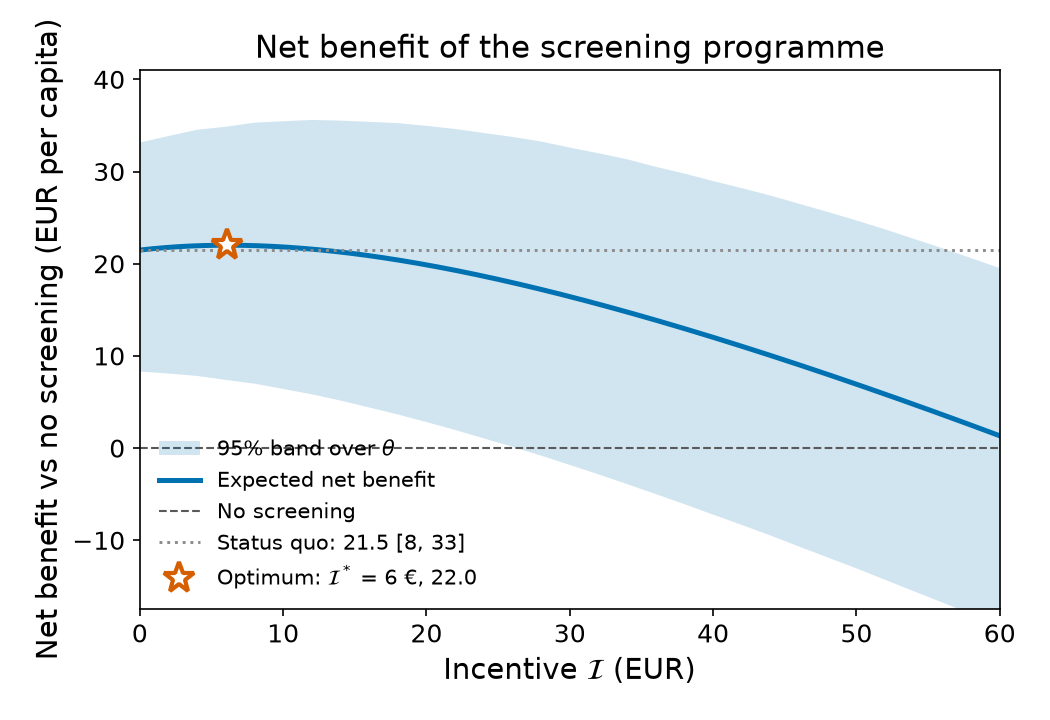 Net benefit of the screening programme
Net benefit vs no screening (EUR per capita)
40
30
20
10
0
−10
95% band over θ
Expected net benefit
No screening
Status quo: 21.5 [8, 33]
Optimum: ℐ* = 6 €, 22.0
0 10 20 30 40 50 60
Incentive ℐ (EUR)